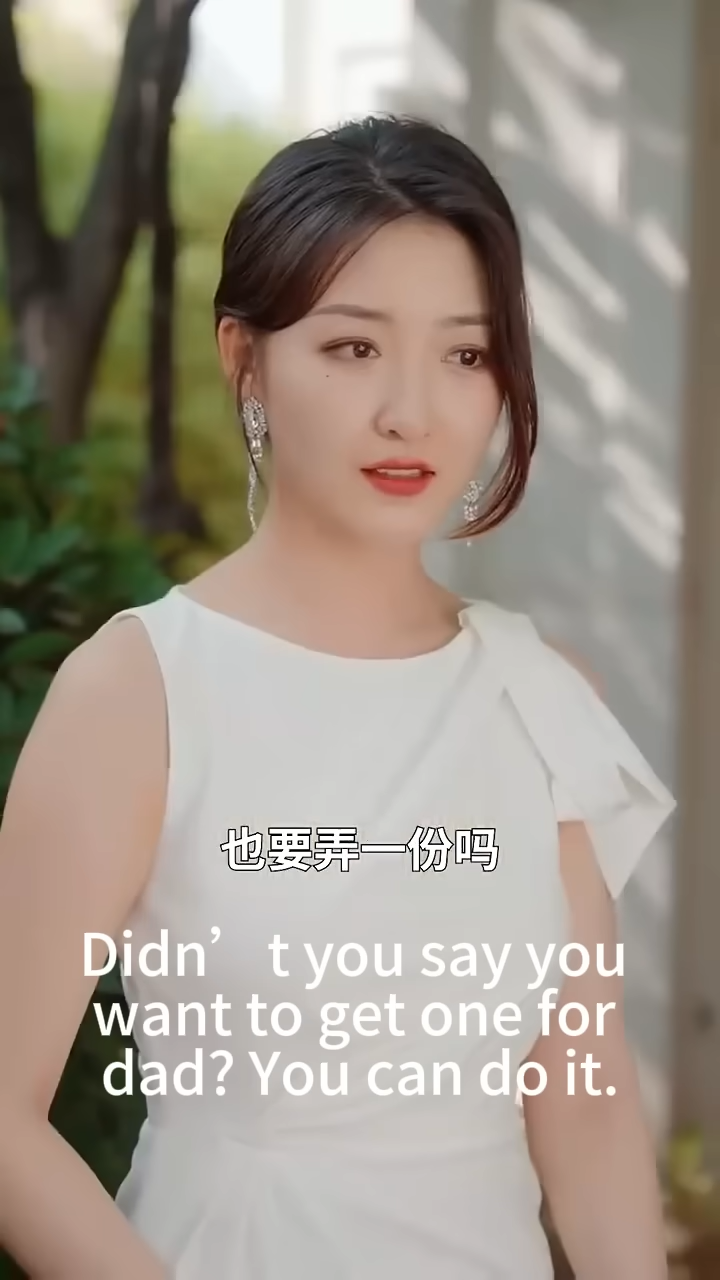 也要弄一份吗
Didn’t you say you
want to get one for
dad? You can do it.